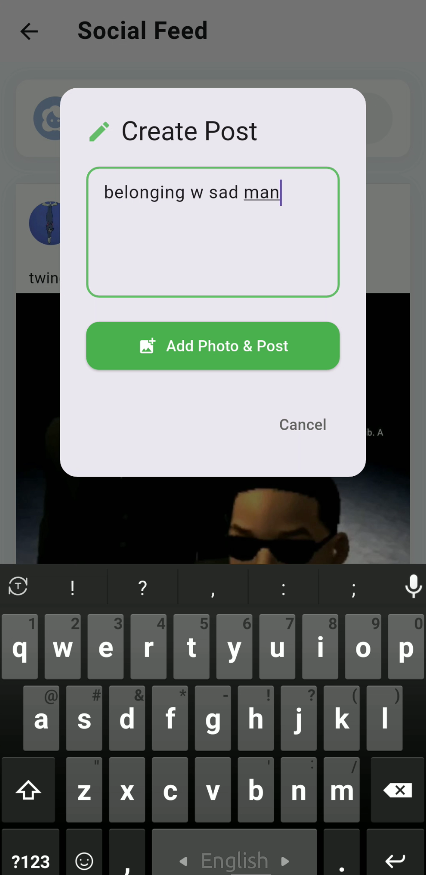 Social Feed
Create Post
belonging w sad man
twin
Add Photo & Post
b. A
Cancel
! ? , : ;
1 2 3 4 5 6 7 8 9 0
q w e r t y u i o p
@ # & * - ! ? ( )
a s d f g h j k l
" ' : /
z x c v b n m
?123 , English .